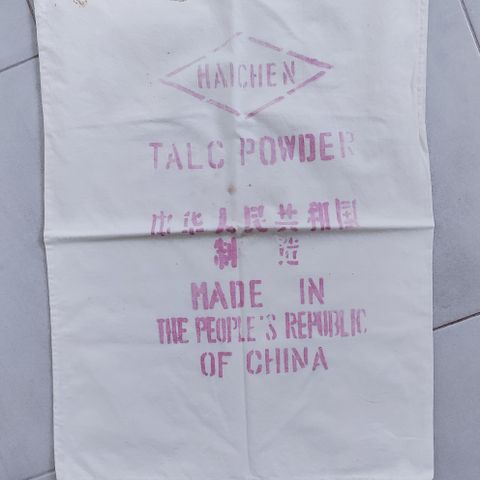 HAICHEN
TALC POWDER
中华人民共和国
制造
MADE IN
THE PEOPLE'S REPUBLIC
OF CHINA